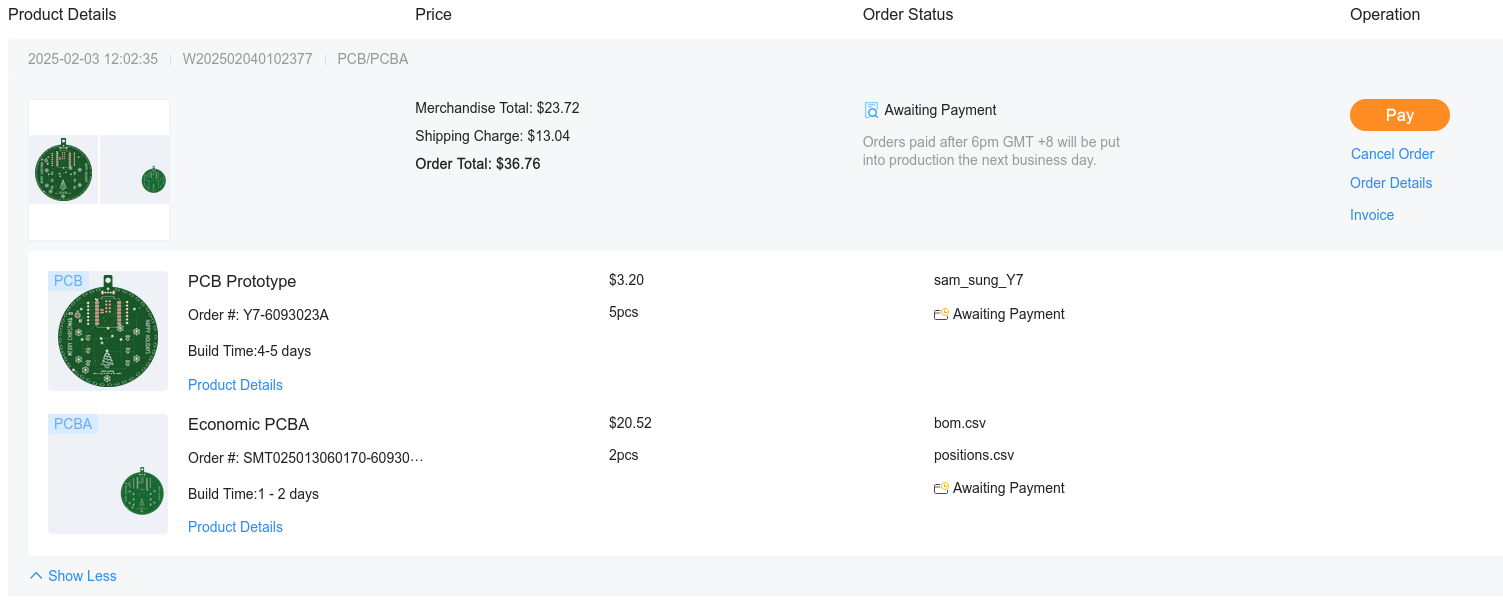 Product Details Price Order Status Operation
2025-02-03 12:02:35 | W202502040102377 | PCB/PCBA
Merchandise Total: $23.72
Shipping Charge: $13.04
Order Total: $36.76
Awaiting Payment
Orders paid after 6pm GMT +8 will be put
into production the next business day.
Pay
Cancel Order
Order Details
Invoice
PCB
MERRY CHRISTMAS
HAPPY HOLIDAYS
PCB Prototype
Order #: Y7-6093023A
Build Time:4-5 days
Product Details
$3.20
5pcs
sam_sung_Y7
Awaiting Payment
PCBA
Economic PCBA
Order #: SMT025013060170-60930…
Build Time:1 - 2 days
Product Details
$20.52
2pcs
bom.csv
positions.csv
Awaiting Payment
Show Less